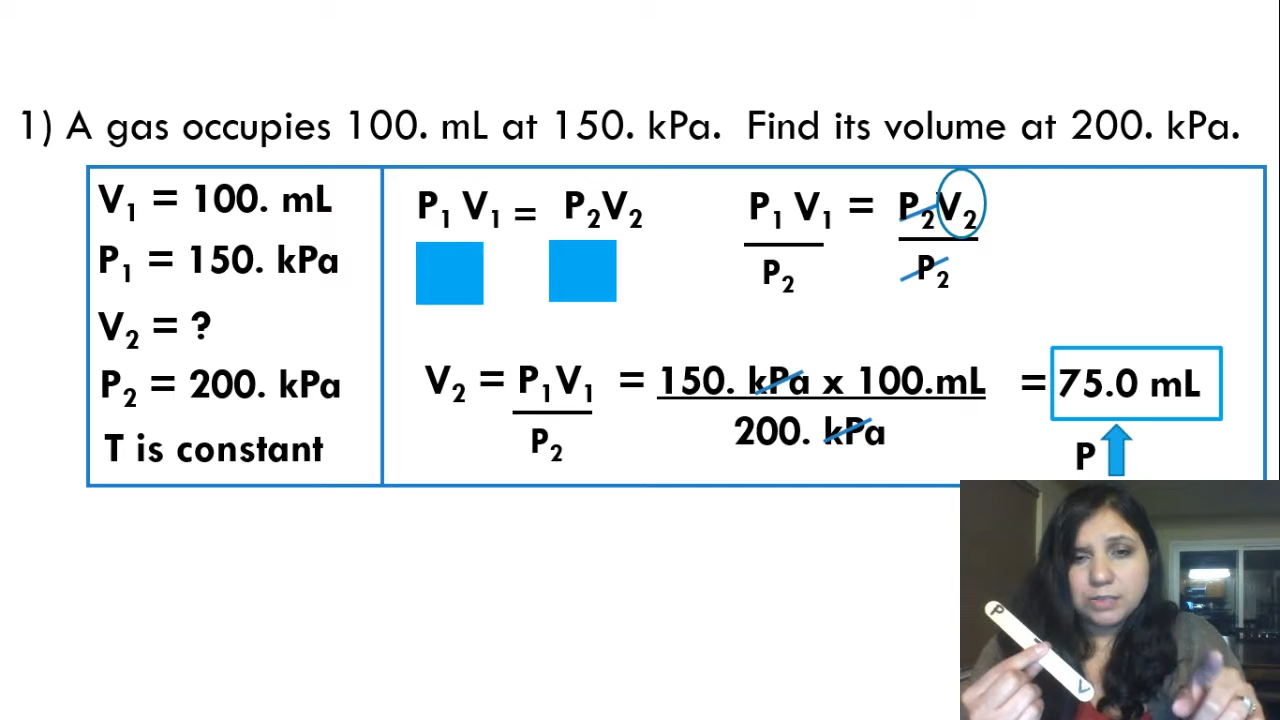 1) A gas occupies 100. mL at 150. kPa. Find its volume at 200. kPa.
V₁ = 100. mL
P₁ = 150. kPa
V₂ = ?
P₂ = 200. kPa
T is constant
P₁ V₁ = P₂V₂
P₁ V₁ = P₂V₂
P₂ P₂
V₂ = P₁V₁ = 150. kPa x 100.mL = 75.0 mL
P₂ 200. kPa
P
P
V